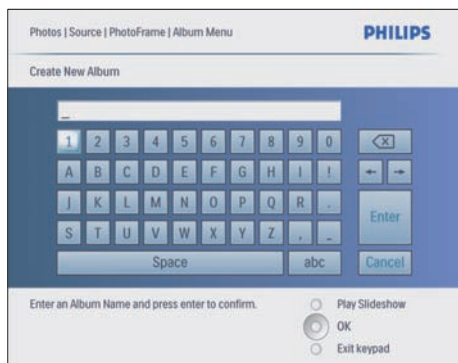 Photos | Source | PhotoFrame | Album Menu
PHILIPS
Create New Album
_
1 2 3 4 5 6 7 8 9 0
A B C D E F G H I !
J K L M N O P Q R .
Enter
S T U V W X Y Z , _
Space abc Cancel
Enter an Album Name and press enter to confirm.
Play Slideshow
OK
Exit keypad